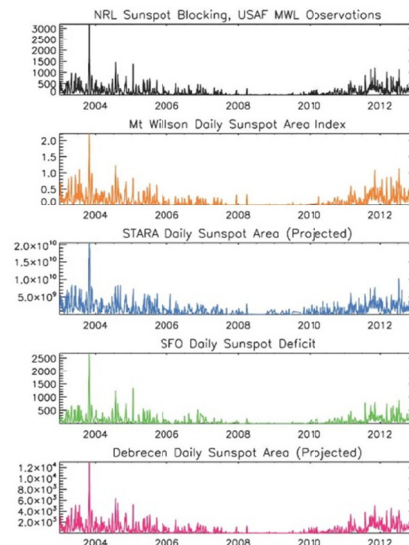 NRL Sunspot Blocking, USAF MWL Observations
3000
2500
2000
1500
1000
500
0
2004 2006 2008 2010 2012
Mt Willson Daily Sunspot Area Index
2.0
1.5
1.0
0.5
0.0
2004 2006 2008 2010 2012
STARA Daily Sunspot Area (Projected)
2.0×10¹⁰
1.5×10¹⁰
1.0×10¹⁰
5.0×10⁹
2004 2006 2008 2010 2012
SFO Daily Sunspot Deficit
2500
2000
1500
1000
500
2004 2006 2008 2010 2012
Debrecen Daily Sunspot Area (Projected)
1.2×10⁴
1.0×10⁴
8.0×10³
6.0×10³
4.0×10³
2.0×10³
2004 2006 2008 2010 2012